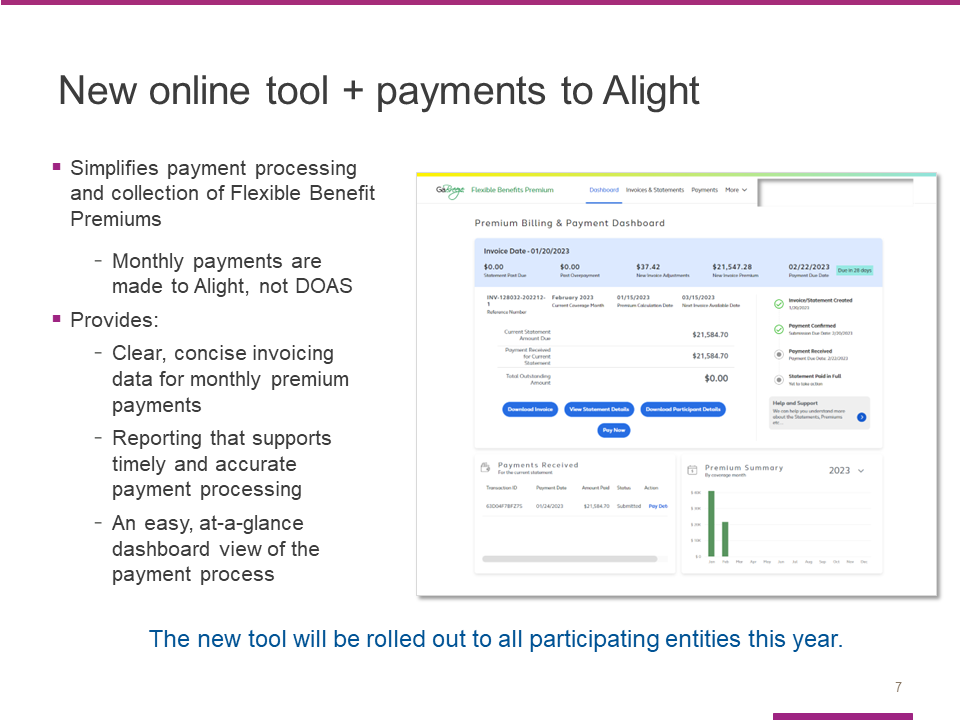 New online tool + payments to Alight
Simplifies payment processing
and collection of Flexible Benefit
Premiums
- Monthly payments are
made to Alight, not DOAS
Provides:
- Clear, concise invoicing
data for monthly premium
payments
- Reporting that supports
timely and accurate
payment processing
- An easy, at-a-glance
dashboard view of the
payment process
Flexible Benefits Premium
Dashboard Invoices & Statements Payments More
Premium Billing & Payment Dashboard
Invoice Date - 01/20/2023
$0.00 $0.00 $37.42 $21,547.28 02/22/2023 Due in 28 days
Statement Past Due Past Overpayment New Invoice Adjustments New Invoice Premium Payment Due Date
INV-128032-202212- February 2023 01/15/2023 03/15/2023
1 Current Coverage Month Premium Calculation Date Next Invoice Available Date
Reference Number
Current Statement
Amount Due
$21,584.70
Payment Received
for Current
Statement
$21,584.70
Total Outstanding
Amount
$0.00
Download Invoice View Statement Details Download Participant Details
Pay Now
Invoice/Statement Created
1/20/2023
Payment Confirmed
Submission Due Date: 2/20/2023
Payment Received
Payment Due Date: 2/22/2023
Statement Paid in Full
Yet to take action
Help and Support
We can help you understand more
about the Statements, Premiums
etc...
Payments Received
For the current statement
Transaction ID Payment Date Amount Paid Status Action
01/24/2023 $21,584.70 Submitted Pay Deb
Premium Summary
By coverage month
2023
Jan Feb Mar Apr May Jun Jul Aug Sep Oct Nov Dec
The new tool will be rolled out to all participating entities this year.
7